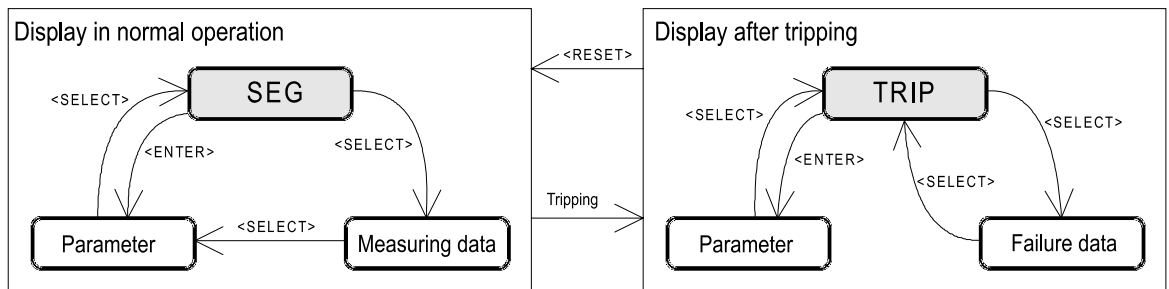 Display in normal operation
SEG
<SELECT>
<ENTER>
<SELECT>
Parameter
<SELECT>
Measuring data
<RESET>
Tripping
Display after tripping
TRIP
<SELECT>
<ENTER>
<SELECT>
<SELECT>
Parameter
Failure data